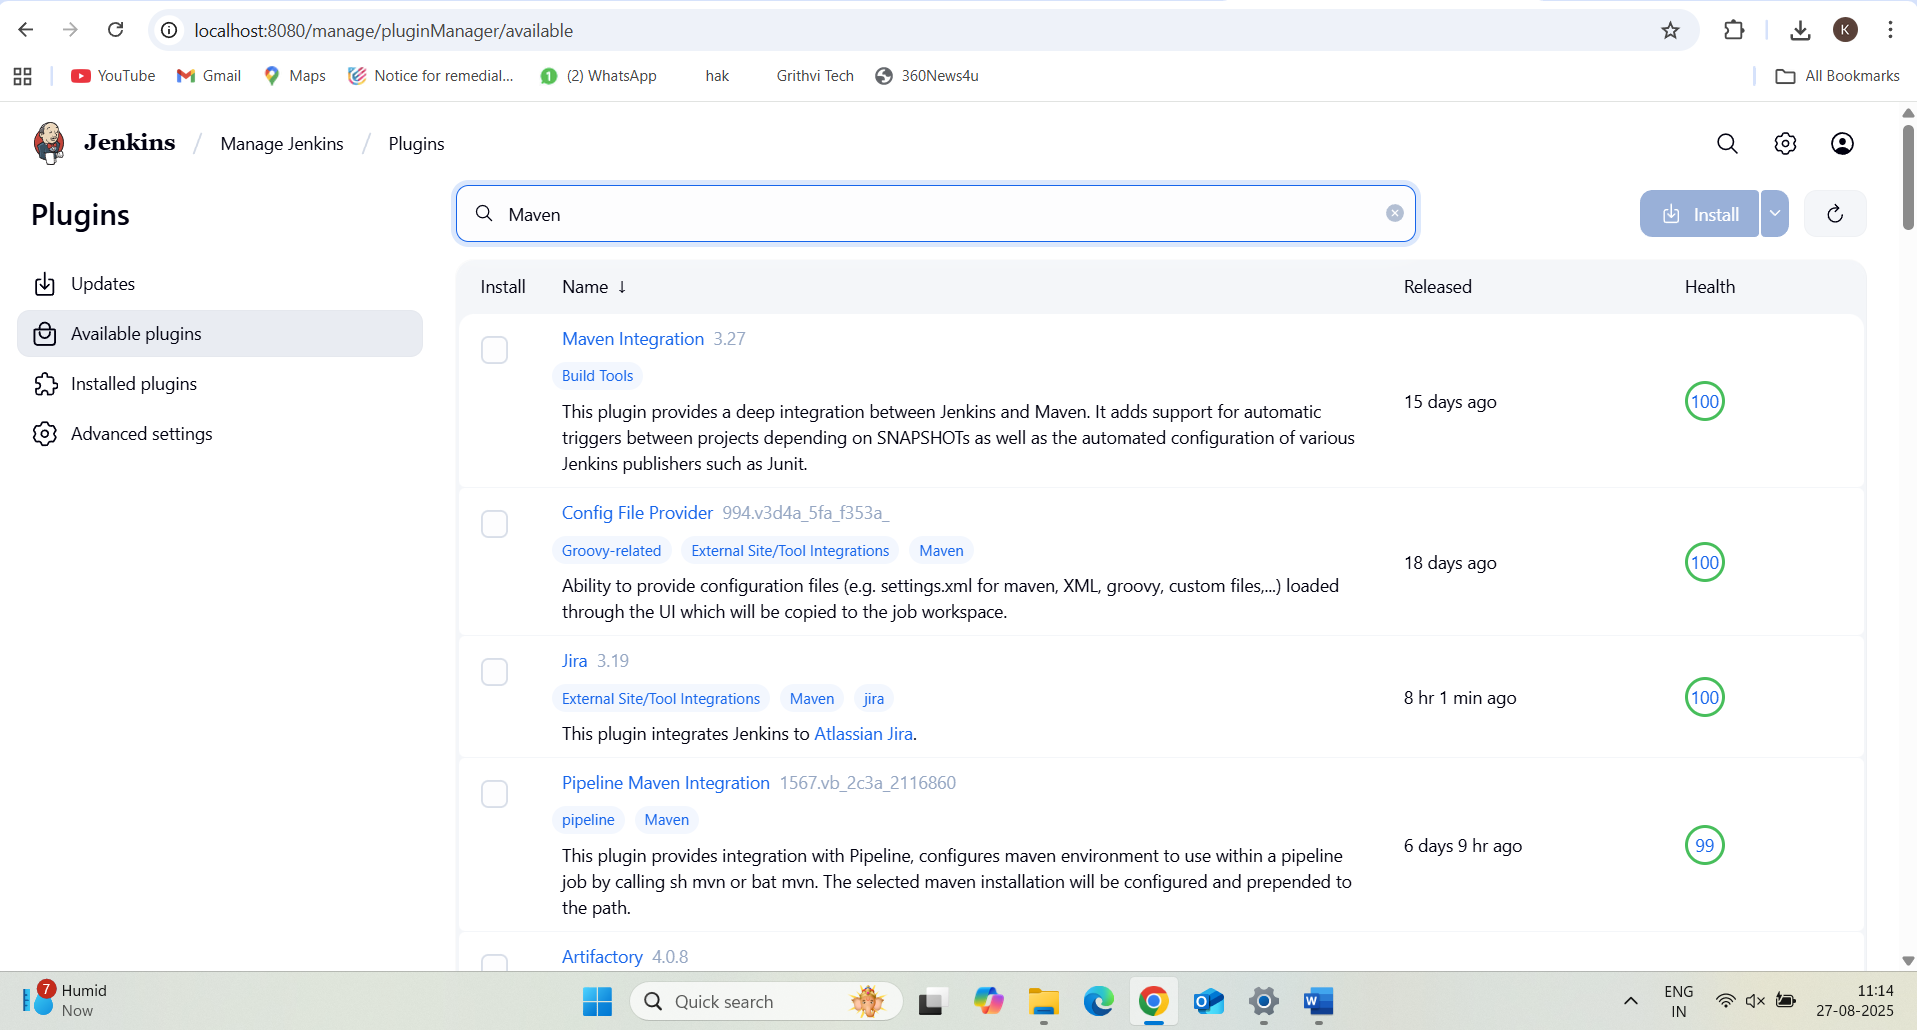 localhost:8080/manage/pluginManager/available
K
YouTube
Gmail
Maps
Notice for remedial...
(2) WhatsApp
hak
Grithvi Tech
360News4u
All Bookmarks
Jenkins / Manage Jenkins / Plugins
Plugins
Maven
Install
Updates
Available plugins
Installed plugins
Advanced settings
Install Name ↓ Released Health
Maven Integration 3.27
Build Tools
This plugin provides a deep integration between Jenkins and Maven. It adds support for automatic
triggers between projects depending on SNAPSHOTs as well as the automated configuration of various
Jenkins publishers such as Junit.
15 days ago
100
Config File Provider 994.v3d4a_5fa_f353a_
Groovy-related External Site/Tool Integrations Maven
Ability to provide configuration files (e.g. settings.xml for maven, XML, groovy, custom files,...) loaded
through the UI which will be copied to the job workspace.
18 days ago
100
Jira 3.19
External Site/Tool Integrations Maven jira
This plugin integrates Jenkins to Atlassian Jira.
8 hr 1 min ago
100
Pipeline Maven Integration 1567.vb_2c3a_2116860
pipeline Maven
This plugin provides integration with Pipeline, configures maven environment to use within a pipeline
job by calling sh mvn or bat mvn. The selected maven installation will be configured and prepended to
the path.
6 days 9 hr ago
99
Artifactory 4.0.8
7
Humid
Now
Quick search
W
ENG
IN
11:14
27-08-2025